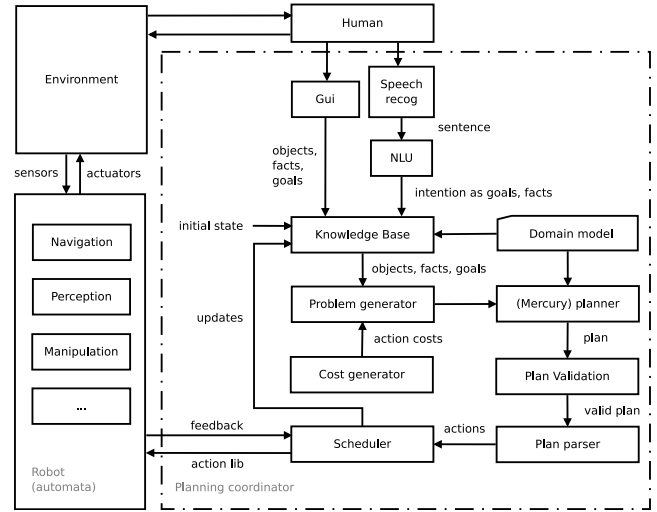 Human
Environment
Gui
Speech
recog
sentence
NLU
sensors
actuators
objects,
facts,
goals
intention as goals, facts
initial state
Knowledge Base
Domain model
Navigation
objects, facts, goals
Perception
Problem generator
(Mercury) planner
updates
action costs
plan
Manipulation
Cost generator
Plan Validation
...
valid plan
feedback
Scheduler
actions
Plan parser
action lib
Robot
(automata)
Planning coordinator